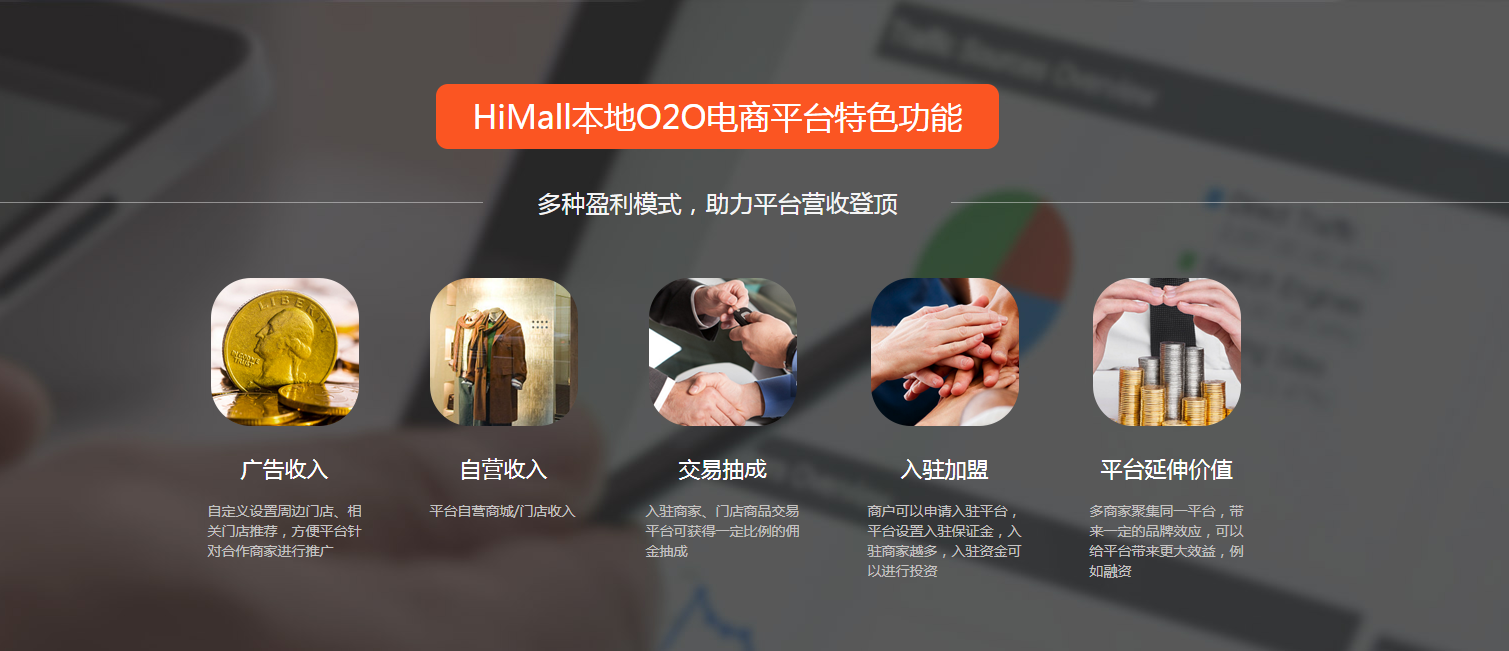 HiMall本地O2O电商平台特色功能
多种盈利模式，助力平台营收登顶
广告收入
自定义设置周边门店、相
关门店推荐，方便平台针
对合作商家进行推广
自营收入
平台自营商城/门店收入
交易抽成
入驻商家、门店商品交易
平台可获得一定比例的佣
金抽成
入驻加盟
商户可以申请入驻平台，
平台设置入驻保证金，入
驻商家越多，入驻资金可
以进行投资
平台延伸价值
多商家聚集同一平台，带
来一定的品牌效应，可以
给平台带来更大效益，例
如融资
Traffic Sources Overview
LIBERTY